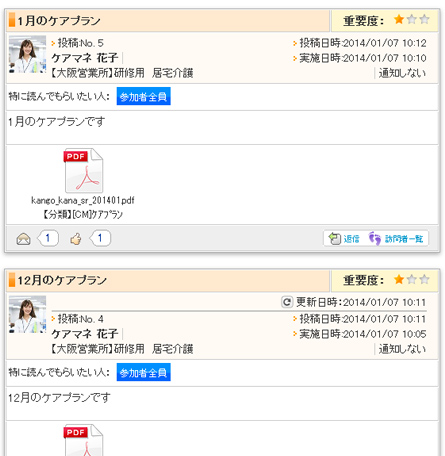 1月のケアプラン 重要度：
投稿No. 5 投稿日時:2014/01/07 10:12
ケアマネ 花子 実施日時:2014/01/07 10:10
【大阪営業所】研修用 居宅介護 通知しない
特に読んでもらいたい人： 参加者全員
1月のケアプランです
PDF
kango_kana_sr_201401.pdf
【分類】[CM]ｹｱﾌﾟﾗﾝ
1 1 返信 訪問者一覧
12月のケアプラン 重要度：
更新日時:2014/01/07 10:11
投稿No. 4 投稿日時:2014/01/07 10:11
ケアマネ 花子 実施日時:2014/01/07 10:05
【大阪営業所】研修用 居宅介護 通知しない
特に読んでもらいたい人： 参加者全員
12月のケアプランです
PDF